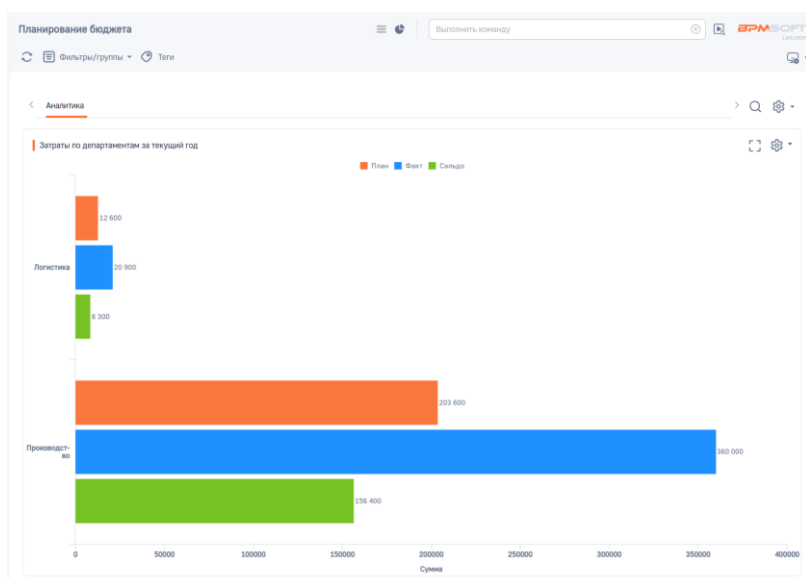 Планирование бюджета
Выполнить команду
BPMSOFT
Фильтры/группы
Теги
Аналитика
Затраты по департаментам за текущий год
План Факт Сальдо
12 600
Логистика
20 900
8 300
203 600
Производст-
во
360 000
156 400
0 50000 100000 150000 200000 250000 300000 350000 400000
Сумма